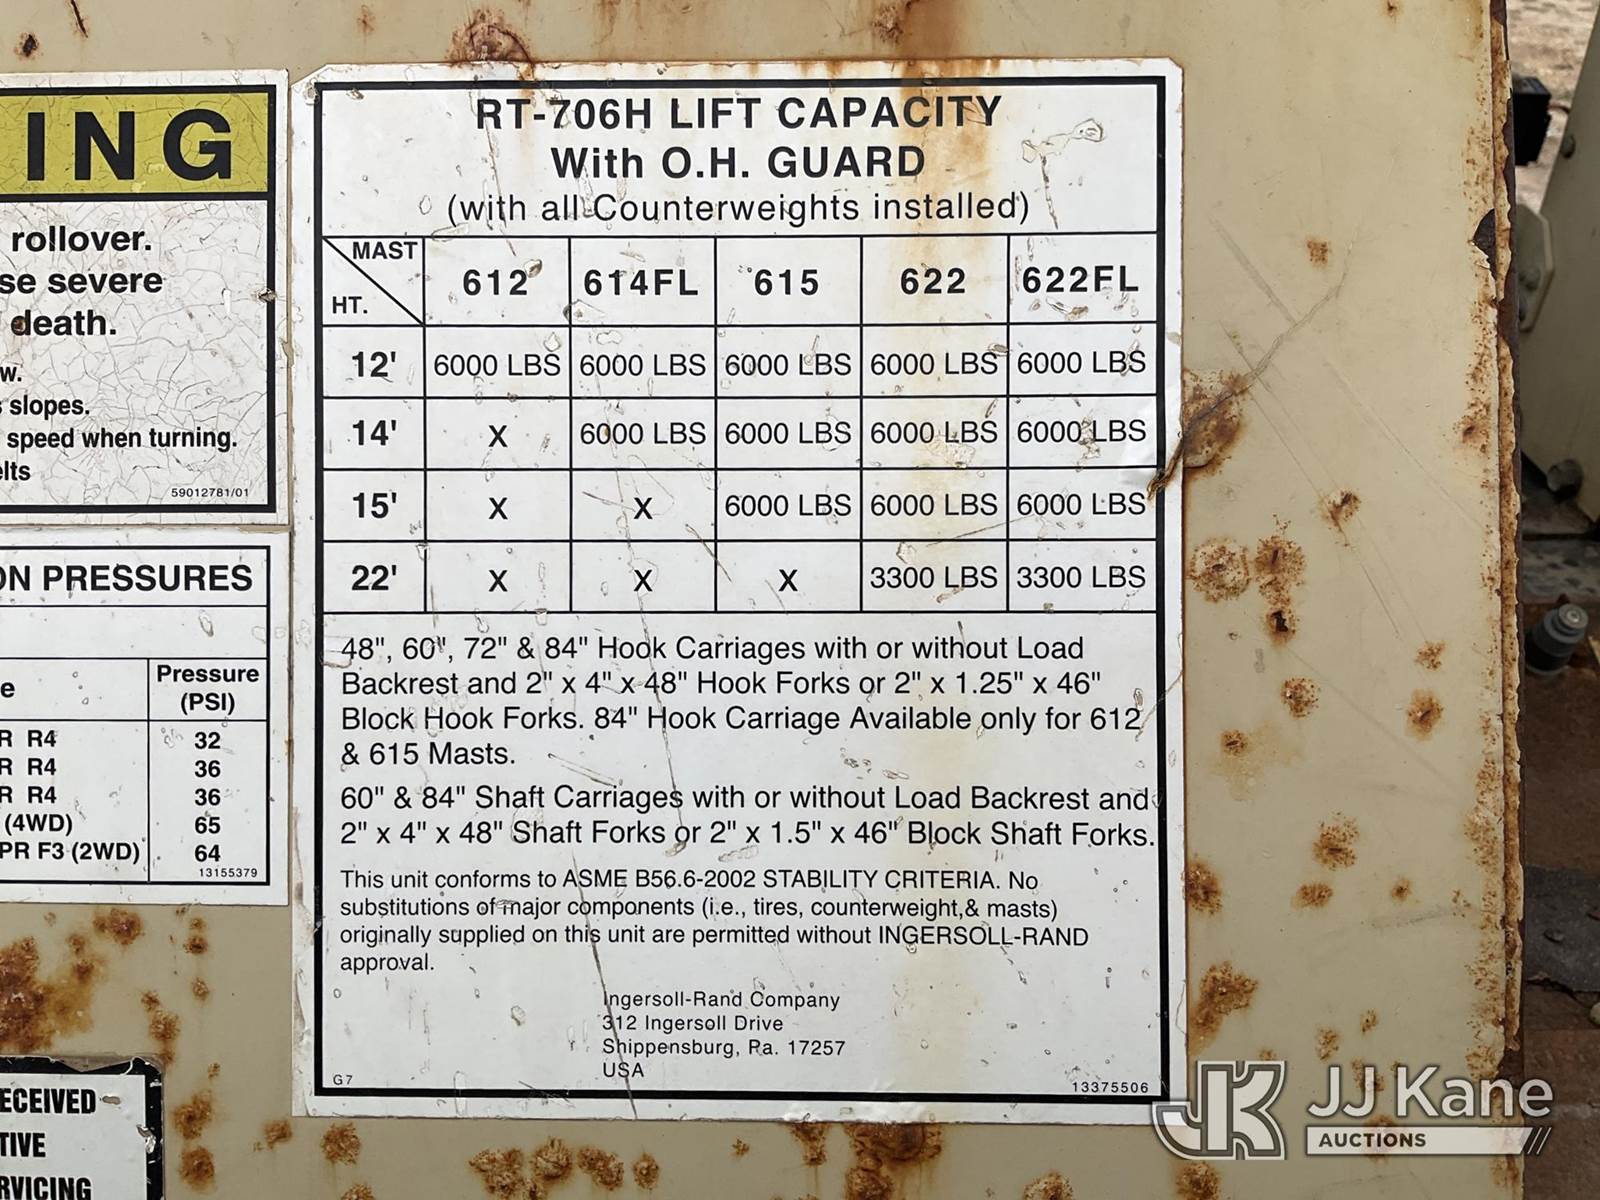 ING
rollover.
se severe
death.
w.
slopes.
speed when turning.
elts
59012781/01
ON PRESSURES
e Pressure
(PSI)
R R4 32
R R4 36
R R4 36
(4WD) 65
PR F3 (2WD) 64
13155379
ECEIVED
TIVE
RVICING
RT-706H LIFT CAPACITY
With O.H. GUARD
(with all Counterweights installed)
MAST
HT. 612 614FL 615 622 622FL
12' 6000 LBS 6000 LBS 6000 LBS 6000 LBS 6000 LBS
14' X 6000 LBS 6000 LBS 6000 LBS 6000 LBS
15' X X 6000 LBS 6000 LBS 6000 LBS
22' X X X 3300 LBS 3300 LBS
48", 60", 72" & 84" Hook Carriages with or without Load
Backrest and 2" x 4" x 48" Hook Forks or 2" x 1.25" x 46"
Block Hook Forks. 84" Hook Carriage Available only for 612
& 615 Masts.
60" & 84" Shaft Carriages with or without Load Backrest and
2" x 4" x 48" Shaft Forks or 2" x 1.5" x 46" Block Shaft Forks.
This unit conforms to ASME B56.6-2002 STABILITY CRITERIA. No
substitutions of major components (i.e., tires, counterweight,& masts)
originally supplied on this unit are permitted without INGERSOLL-RAND
approval.
Ingersoll-Rand Company
312 Ingersoll Drive
Shippensburg, Pa. 17257
USA
G7 13375506
JK JJ Kane
AUCTIONS